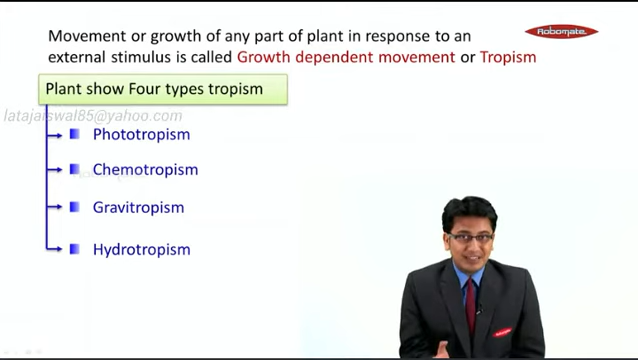 Movement or growth of any part of plant in response to an
Robomate
external stimulus is called Growth dependent movement or Tropism
Plant show Four types tropism
latajaiswal85@yahoo.com
Phototropism
Chemotropism
Gravitropism
Hydrotropism